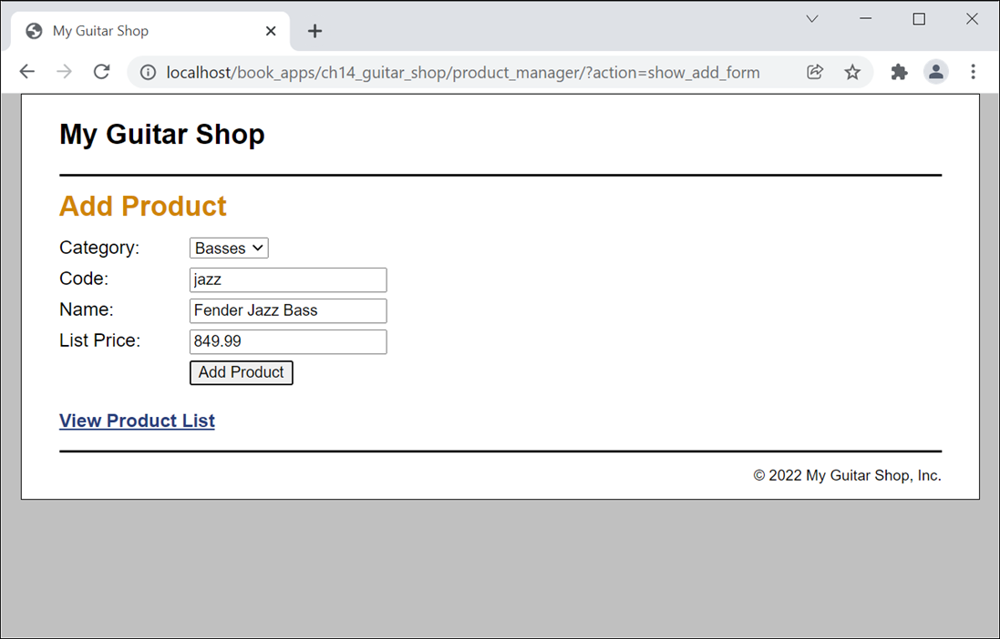 My Guitar Shop
localhost/book_apps/ch14_guitar_shop/product_manager/?action=show_add_form
My Guitar Shop
Add Product
Category: Basses
Code: jazz
Name: Fender Jazz Bass
List Price: 849.99
Add Product
View Product List
© 2022 My Guitar Shop, Inc.